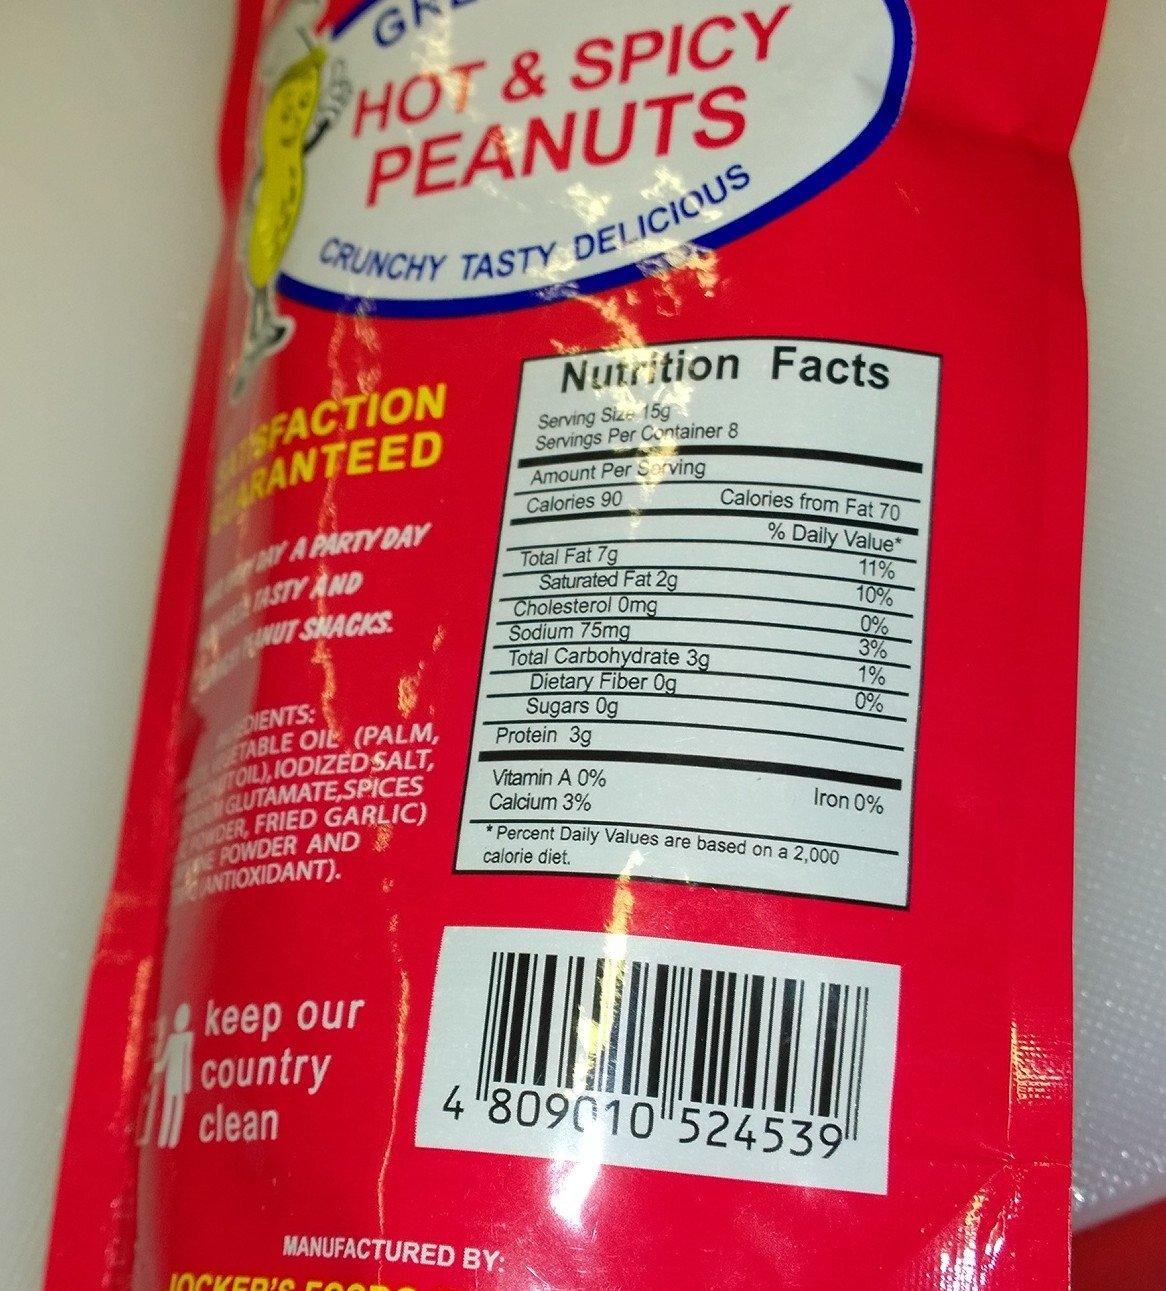 HOT & SPICY
PEANUTS
CRUNCHY TASTY DELICIOUS
SATISFACTION
GUARANTEED
DAY A PARTY DAY
TASTY AND
SNACKS.
OIL (PALM,
OIL), IODIZED SALT,
GLUTAMATE, SPICES
FRIED GARLIC)
POWDER AND
(ANTIOXIDANT).
keep our
country
clean
Nutrition Facts
Serving Size 15g
Servings Per Container 8
Amount Per Serving
Calories 90 Calories from Fat 70
% Daily Value*
Total Fat 7g 11%
Saturated Fat 2g 10%
Cholesterol 0mg 0%
Sodium 75mg 3%
Total Carbohydrate 3g 1%
Dietary Fiber 0g 0%
Sugars 0g
Protein 3g
Vitamin A 0%
Calcium 3% Iron 0%
* Percent Daily Values are based on a 2,000
calorie diet.
4 809010 524539
MANUFACTURED BY:
JOCKER'S FOODS